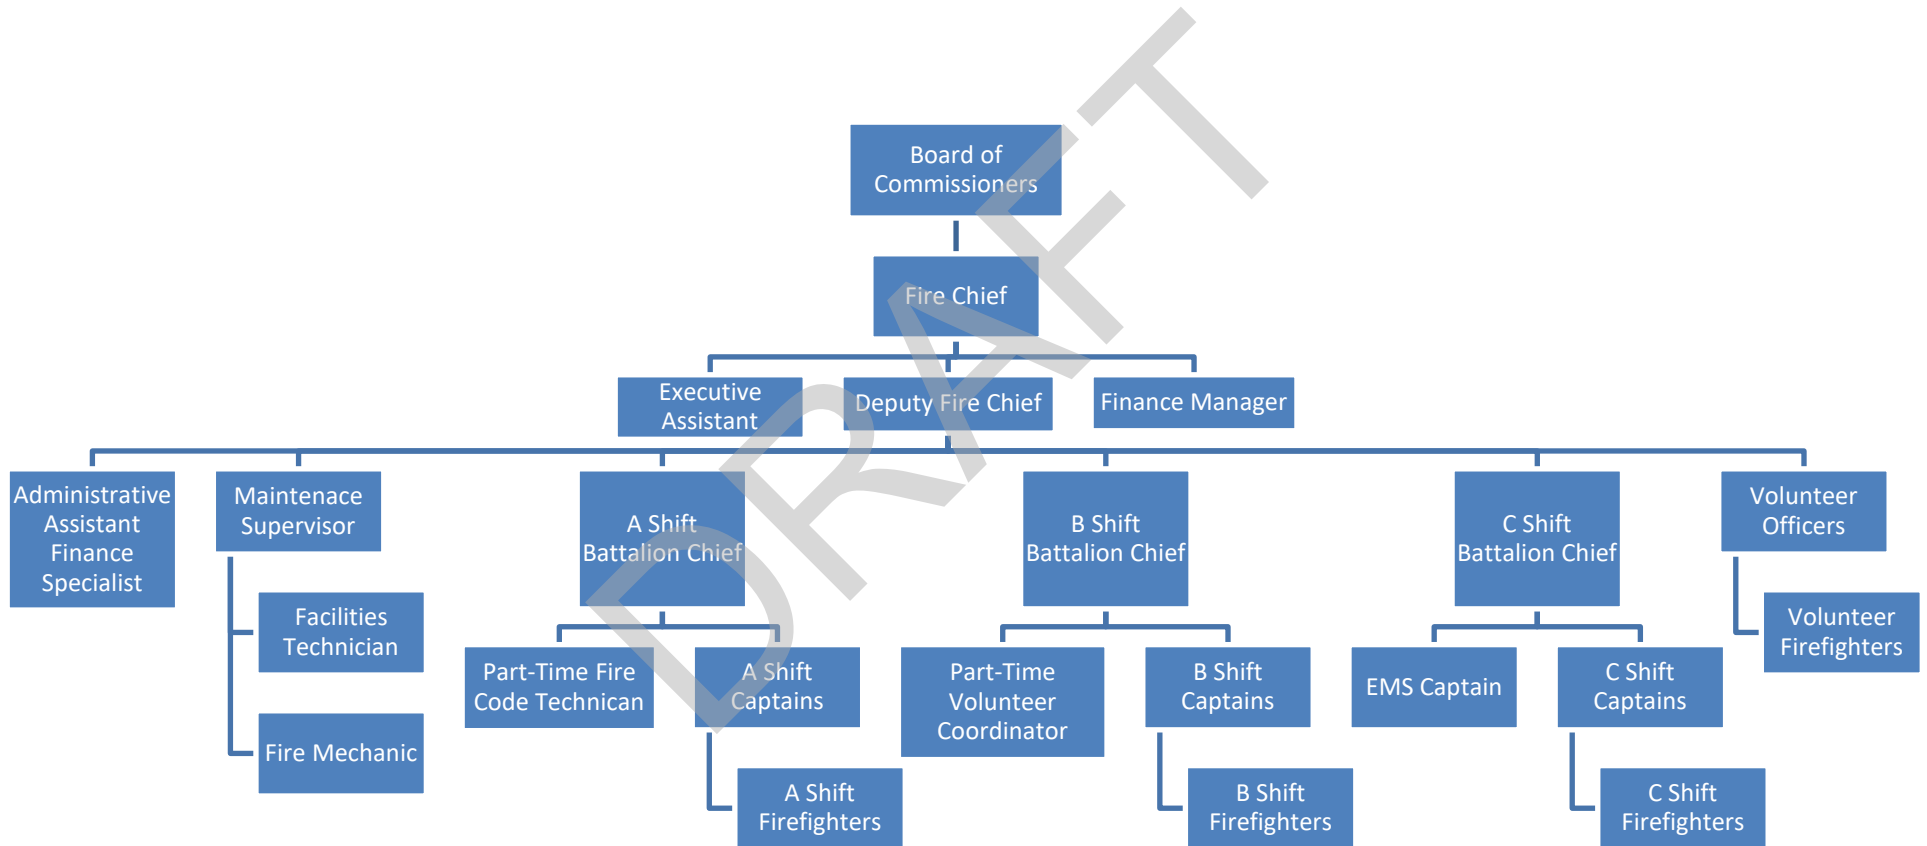 Board of
Commissioners
Fire Chief
Executive
Assistant
Deputy Fire Chief
Finance Manager
Administrative
Assistant
Finance
Specialist
Maintenace
Supervisor
A Shift
Battalion Chief
B Shift
Battalion Chief
C Shift
Battalion Chief
Volunteer
Officers
Facilities
Technician
Fire Mechanic
Part-Time Fire
Code Technican
A Shift
Captains
A Shift
Firefighters
Part-Time
Volunteer
Coordinator
B Shift
Captains
B Shift
Firefighters
EMS Captain
C Shift
Captains
C Shift
Firefighters
Volunteer
Firefighters
DRAFT